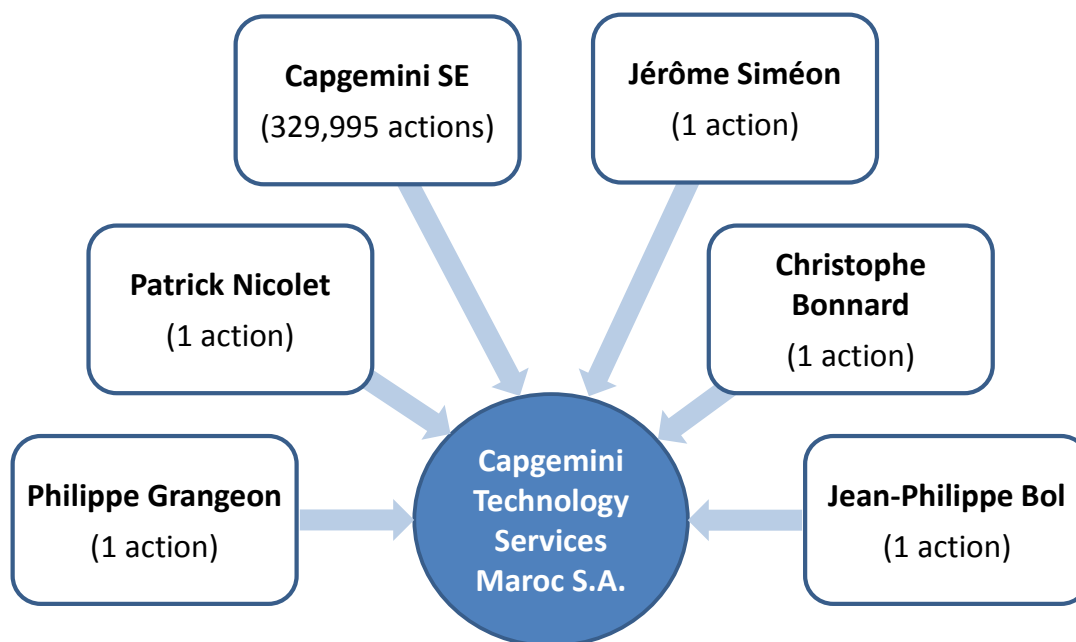 Capgemini SE
(329,995 actions)
Jérôme Siméon
(1 action)
Patrick Nicolet
(1 action)
Christophe
Bonnard
(1 action)
Philippe Grangeon
(1 action)
Capgemini
Technology
Services
Maroc S.A.
Jean-Philippe Bol
(1 action)